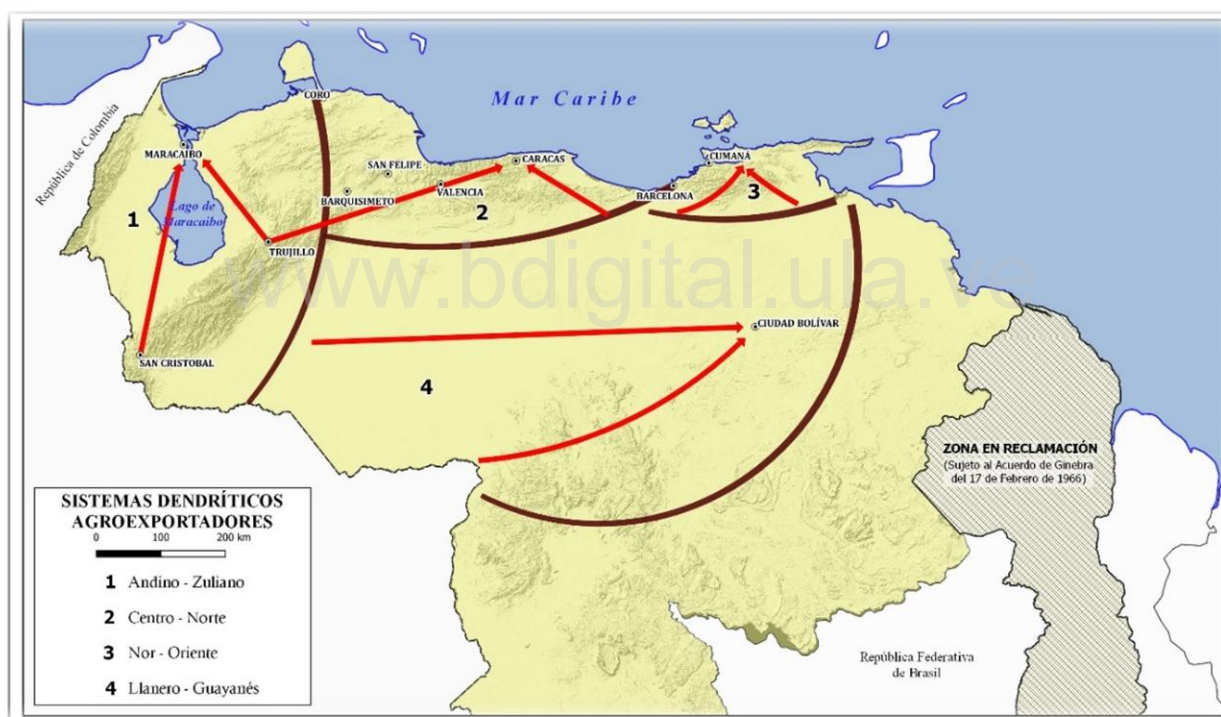 Mar Caribe
República de Colombia
CORO
MARACAIBO
SAN FELIPE
CARACAS
CUMANÁ
BARQUISIMETO
VALENCIA
BARCELONA
1
Lago de
Maracaibo
2
3
TRUJILLO
www.bdigital.ula.ve
CIUDAD BOLÍVAR
SAN CRISTOBAL
4
ZONA EN RECLAMACIÓN
(Sujeto al Acuerdo de Ginebra
del 17 de Febrero de 1966)
SISTEMAS DENDRÍTICOS
AGROEXPORTADORES
0 100 200 km
1 Andino - Zuliano
2 Centro - Norte
3 Nor - Oriente
4 Llanero - Guayanés
República Federativa
de Brasil